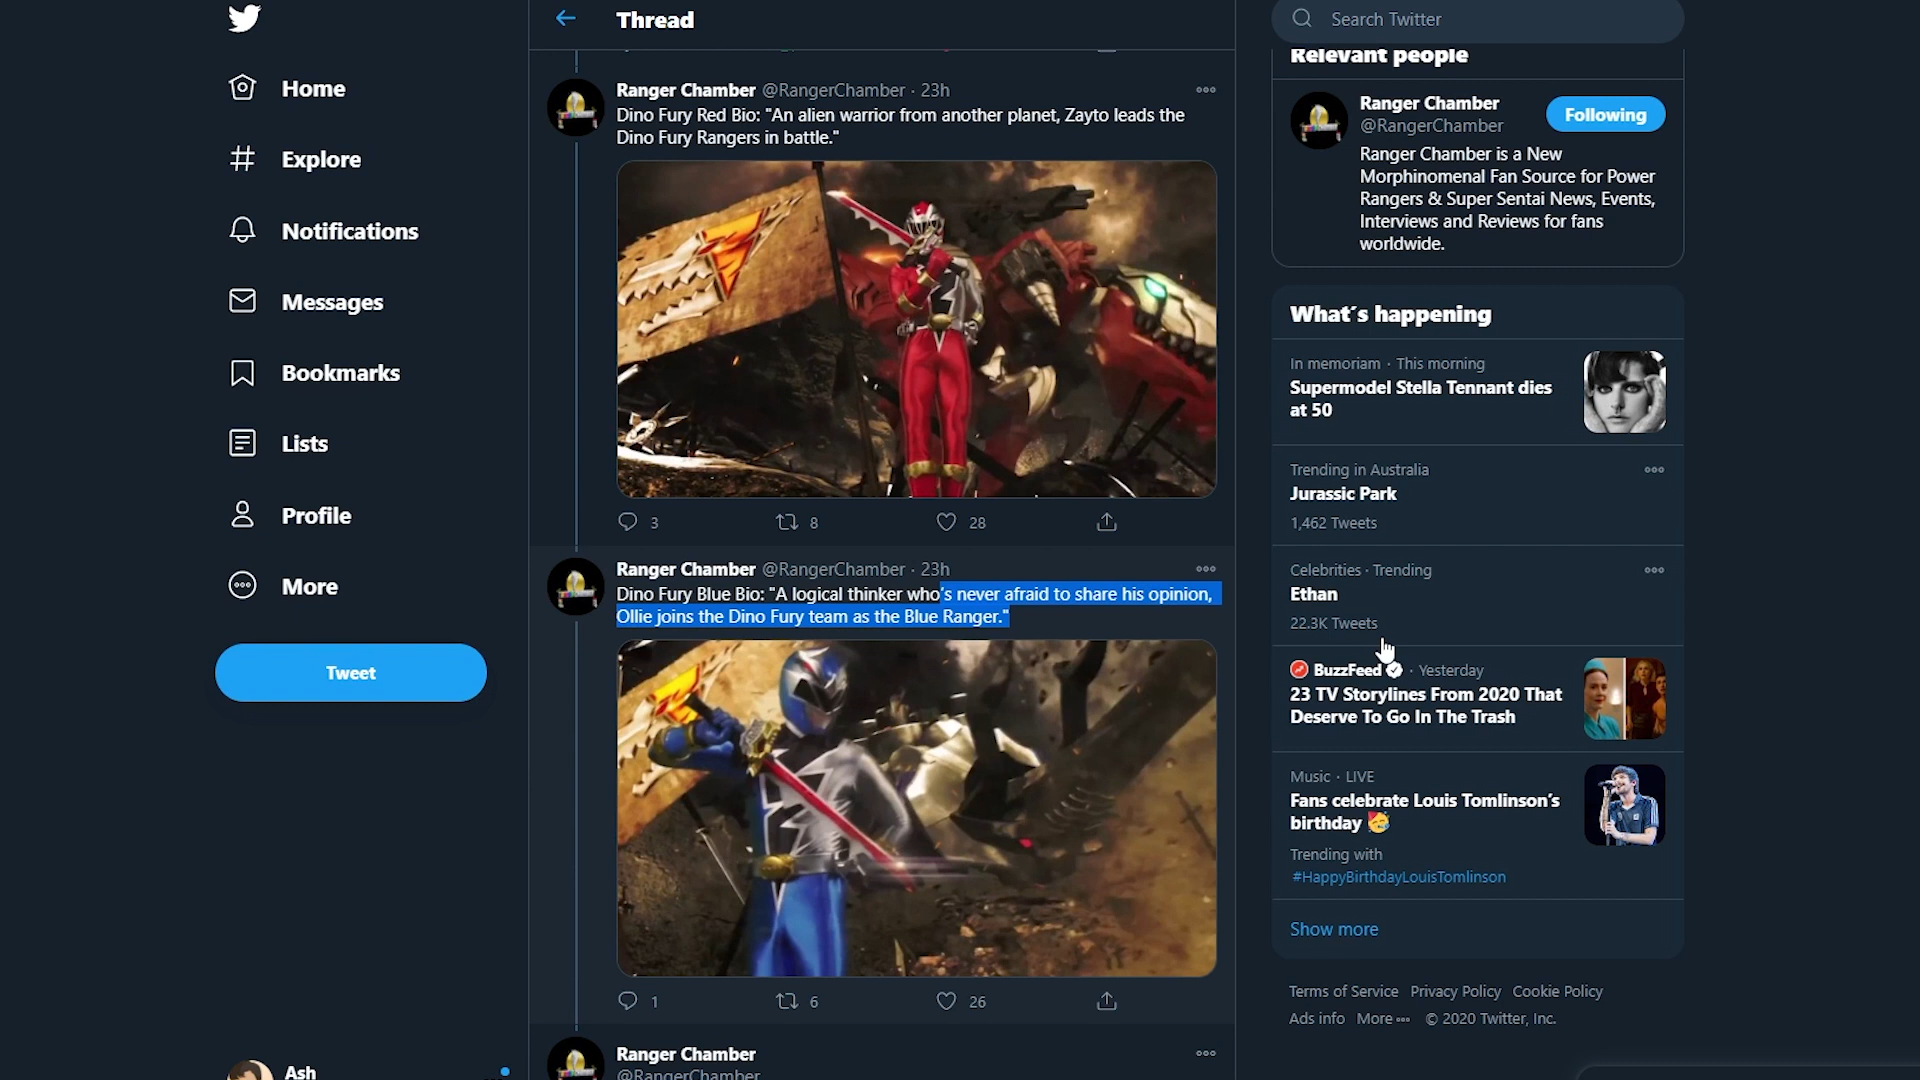 Home
Explore
Notifications
Messages
Bookmarks
Lists
Profile
More
Tweet
Ash
Thread
Ranger Chamber @RangerChamber · 23h
Dino Fury Red Bio: "An alien warrior from another planet, Zayto leads the
Dino Fury Rangers in battle."
3 8 28
Ranger Chamber @RangerChamber · 23h
Dino Fury Blue Bio: "A logical thinker who's never afraid to share his opinion,
Ollie joins the Dino Fury team as the Blue Ranger."
1 6 26
Ranger Chamber
@RangerChamber
Search Twitter
Relevant people
Ranger Chamber
@RangerChamber
Following
Ranger Chamber is a New
Morphinomenal Fan Source for Power
Rangers & Super Sentai News, Events,
Interviews and Reviews for fans
worldwide.
What´s happening
In memoriam · This morning
Supermodel Stella Tennant dies
at 50
Trending in Australia
Jurassic Park
1,462 Tweets
Celebrities · Trending
Ethan
22.3K Tweets
BuzzFeed · Yesterday
23 TV Storylines From 2020 That
Deserve To Go In The Trash
Music · LIVE
Fans celebrate Louis Tomlinson’s
birthday 🥳
Trending with
#HappyBirthdayLouisTomlinson
Show more
Terms of Service Privacy Policy Cookie Policy
Ads info More ••• © 2020 Twitter, Inc.